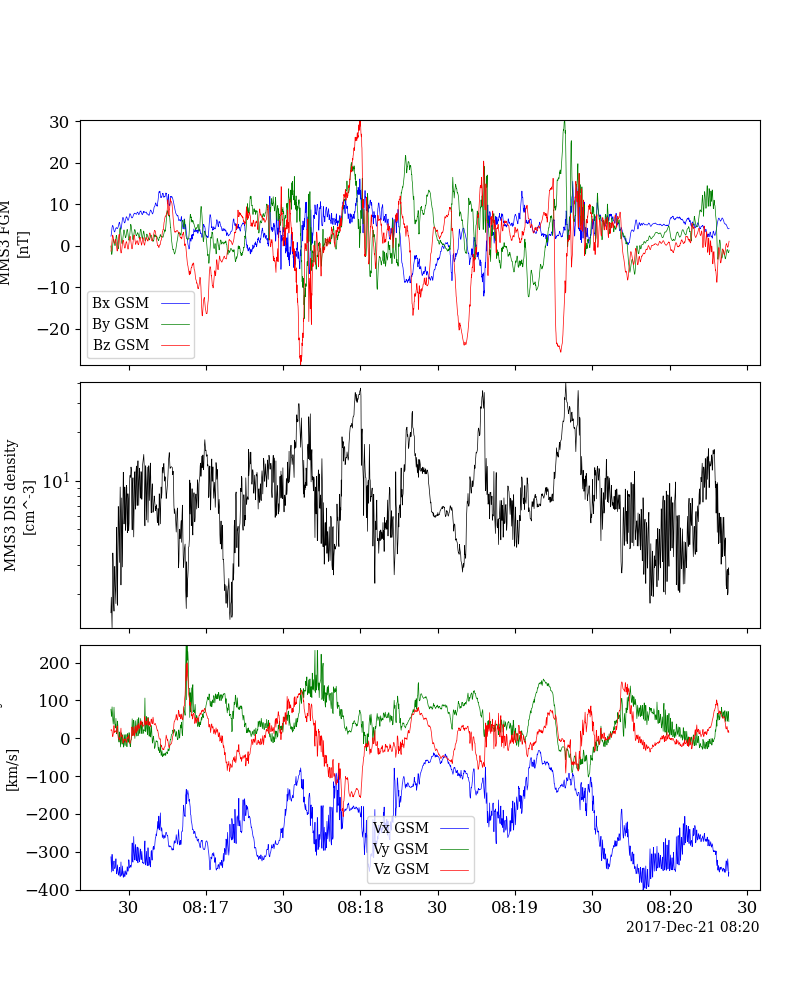 30
20
10
0
−10
−20
MMS3 FGM
[nT]
Bx GSM
By GSM
Bz GSM
10^1
MMS3 DIS density
[cm^-3]
200
100
0
−100
−200
−300
−400
[km/s]
Vx GSM
Vy GSM
Vz GSM
30 08:17 30 08:18 30 08:19 30 08:20 30
2017-Dec-21 08:20